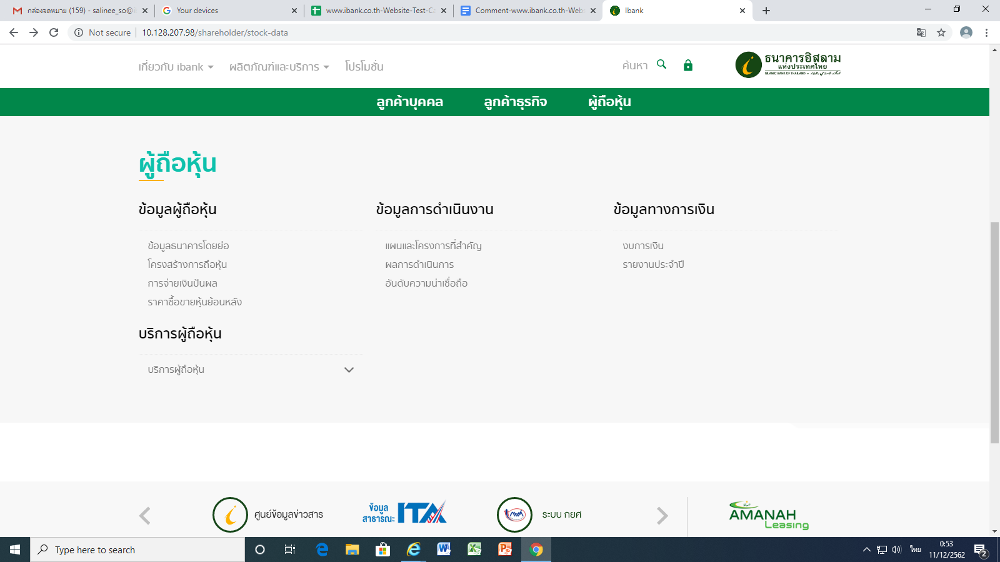 กล่องจดหมาย (159) - salinee_so@i
Your devices
www.ibank.co.th-Website-Test-Ca
Comment-www.ibank.co.th-Webs
Ibank
Not secure
10.128.207.98/shareholder/stock-data
เกี่ยวกับ ibank
ผลิตภัณฑ์และบริการ
โปรโมชั่น
ค้นหา
ธนาคารอิสลาม
แห่งประเทศไทย
ISLAMIC BANK OF THAILAND
ลูกค้าบุคคล
ลูกค้าธุรกิจ
ผู้ถือหุ้น
ผู้ถือหุ้น
ข้อมูลผู้ถือหุ้น
ข้อมูลธนาคารโดยย่อ
โครงสร้างการถือหุ้น
การจ่ายเงินปันผล
ราคาซื้อขายหุ้นย้อนหลัง
ข้อมูลการดำเนินงาน
แผนและโครงการที่สำคัญ
ผลการดำเนินการ
อันดับความน่าเชื่อถือ
ข้อมูลทางการเงิน
งบการเงิน
รายงานประจำปี
บริการผู้ถือหุ้น
บริการผู้ถือหุ้น
ศูนย์ข้อมูลข่าวสาร
ข้อมูล
สาธารณะ
ITA
ระบบ กยศ
AMANAH
Leasing
Type here to search
ไทย
0:53
11/12/2562
2